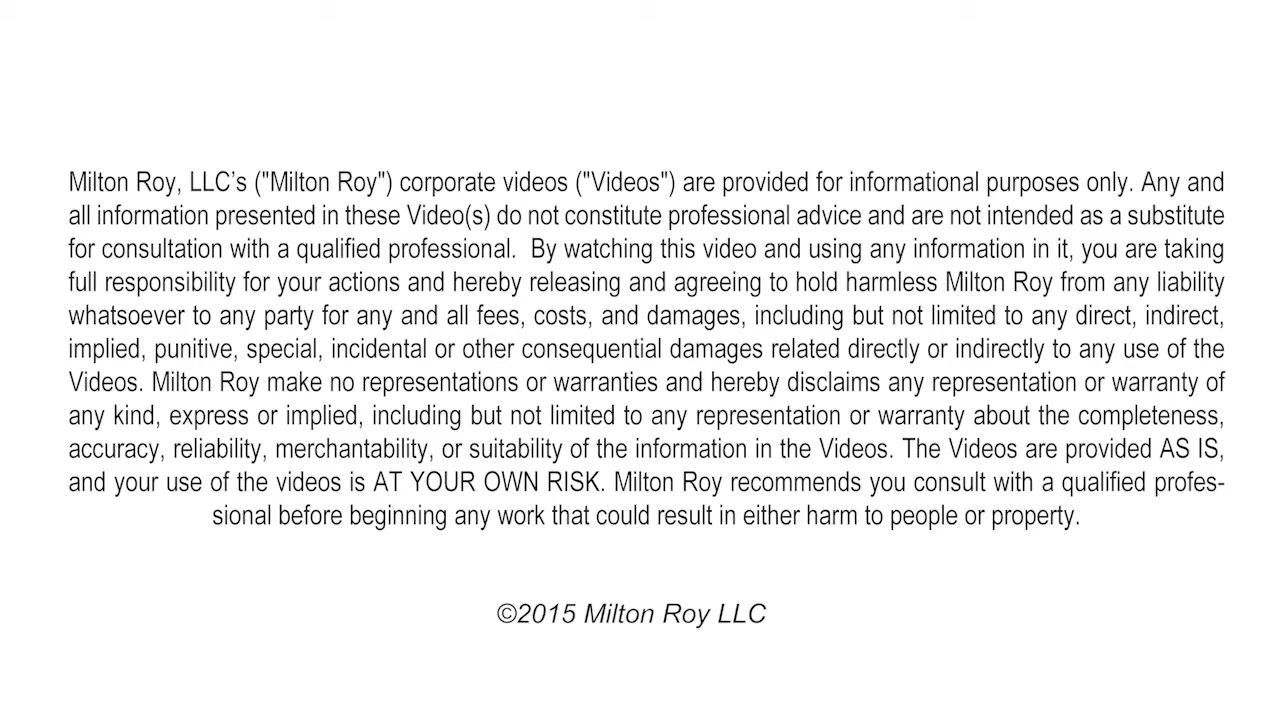 Milton Roy, LLC’s ("Milton Roy") corporate videos ("Videos") are provided for informational purposes only. Any and
all information presented in these Video(s) do not constitute professional advice and are not intended as a substitute
for consultation with a qualified professional.  By watching this video and using any information in it, you are taking
full responsibility for your actions and hereby releasing and agreeing to hold harmless Milton Roy from any liability
whatsoever to any party for any and all fees, costs, and damages, including but not limited to any direct, indirect,
implied, punitive, special, incidental or other consequential damages related directly or indirectly to any use of the
Videos. Milton Roy make no representations or warranties and hereby disclaims any representation or warranty of
any kind, express or implied, including but not limited to any representation or warranty about the completeness,
accuracy, reliability, merchantability, or suitability of the information in the Videos. The Videos are provided AS IS,
and your use of the videos is AT YOUR OWN RISK. Milton Roy recommends you consult with a qualified profes-
sional before beginning any work that could result in either harm to people or property.
©2015 Milton Roy LLC